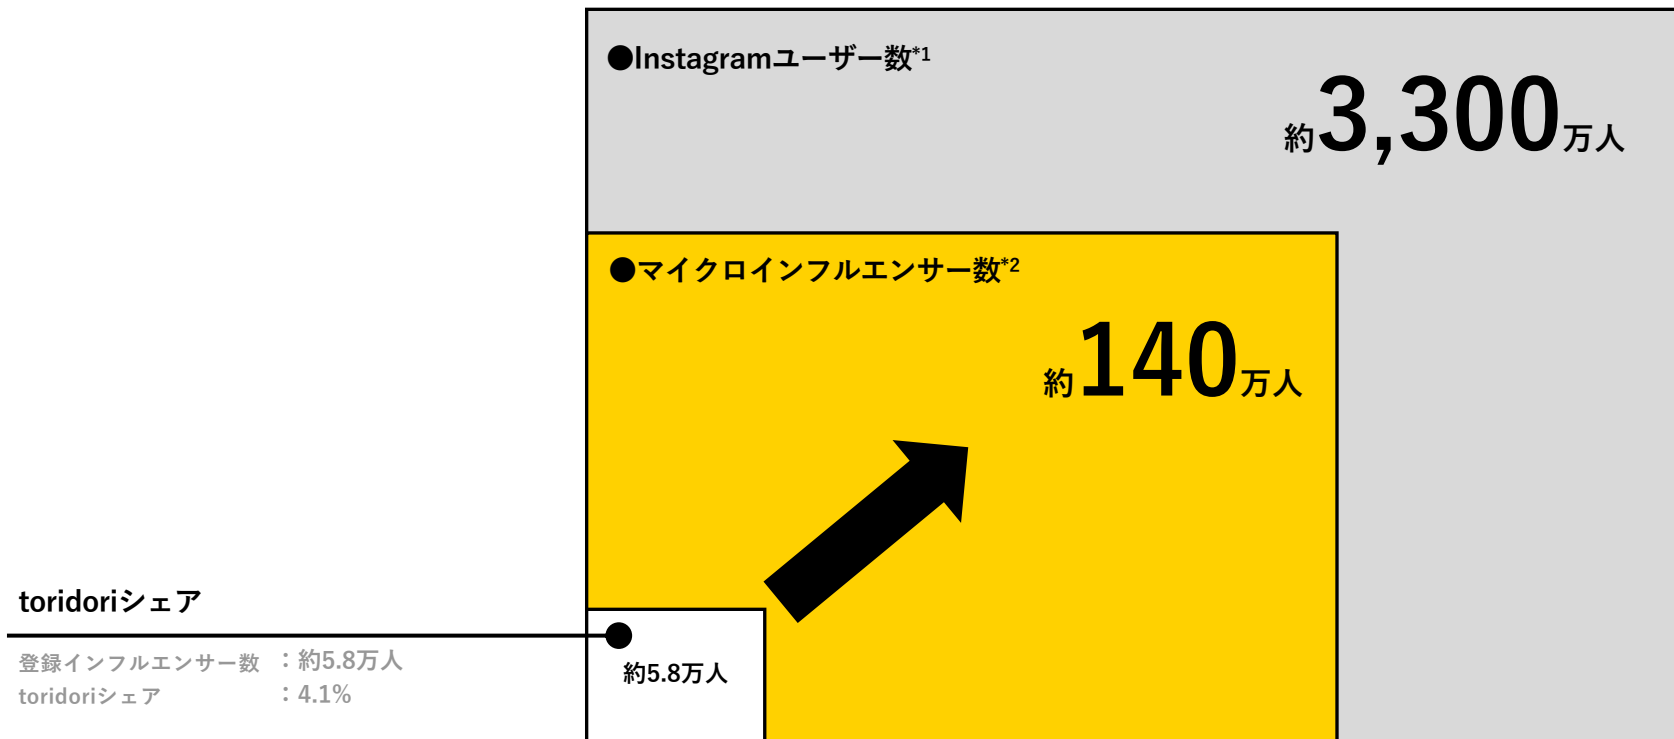 ●Instagramユーザー数*1
約3,300万人
●マイクロインフルエンサー数*2
約140万人
toridoriシェア
登録インフルエンサー数 ：約5.8万人
toridoriシェア ：4.1%
約5.8万人